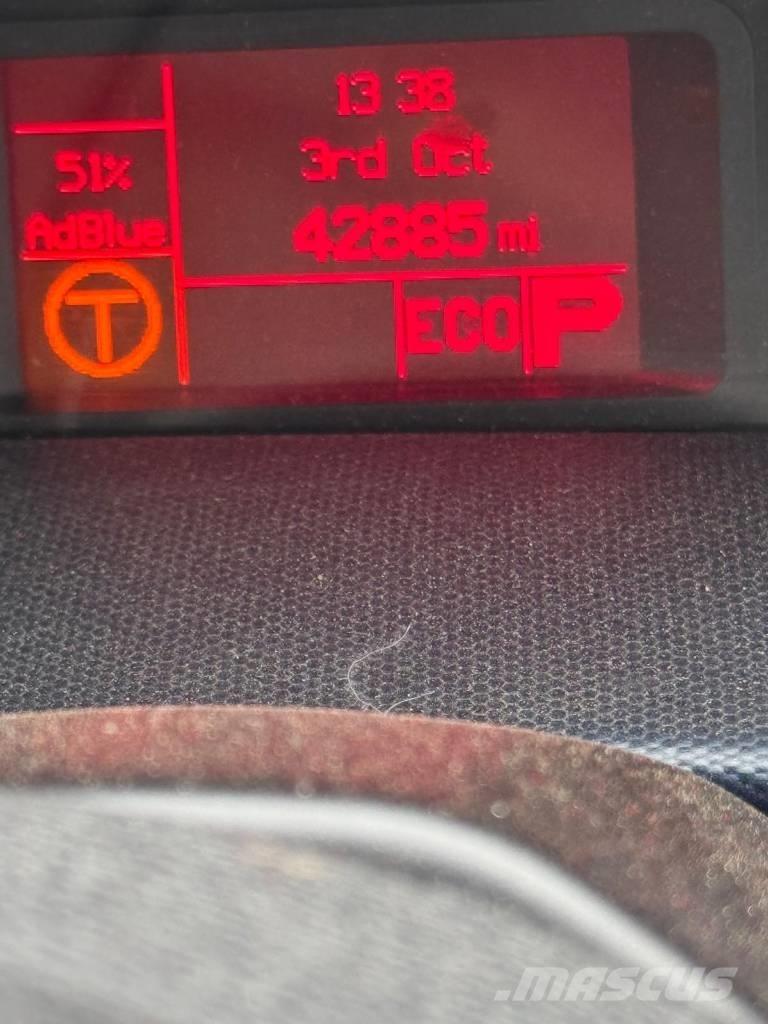 13 38
51%
3rd Oct
AdBlue
42885 mi
T
ECO
P
MASCUS